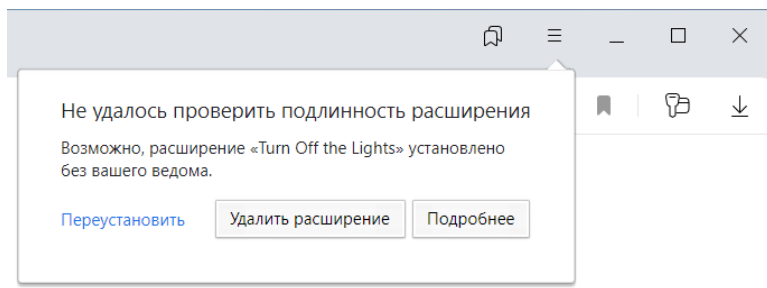 Не удалось проверить подлинность расширения
Возможно, расширение «Turn Off the Lights» установлено
без вашего ведома.
Переустановить
Удалить расширение
Подробнее